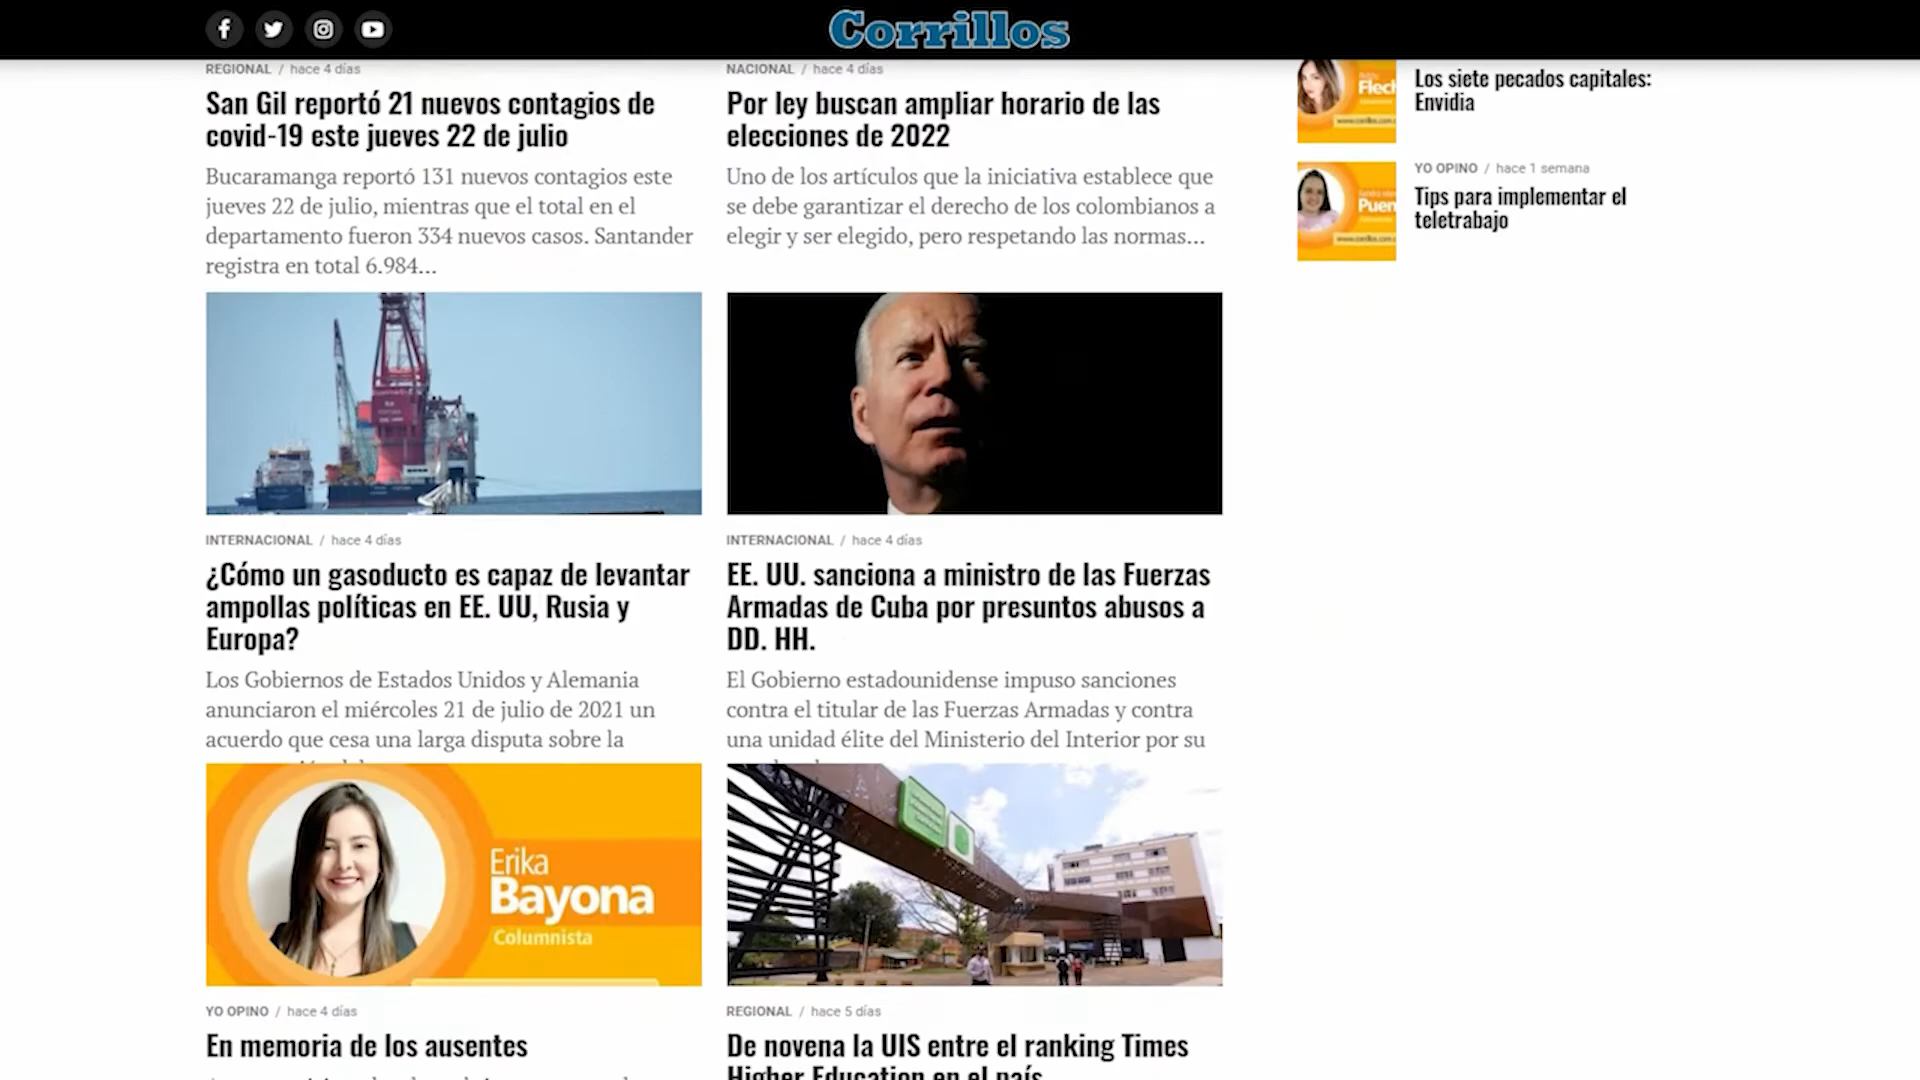 Corrillos
REGIONAL / hace 4 días
San Gil reportó 21 nuevos contagios de
covid-19 este jueves 22 de julio
Bucaramanga reportó 131 nuevos contagios este
jueves 22 de julio, mientras que el total en el
departamento fueron 334 nuevos casos. Santander
registra en total 6.984...
NACIONAL / hace 4 días
Por ley buscan ampliar horario de las
elecciones de 2022
Uno de los artículos que la iniciativa establece que
se debe garantizar el derecho de los colombianos a
elegir y ser elegido, pero respetando las normas...
INTERNACIONAL / hace 4 días
¿Cómo un gasoducto es capaz de levantar
ampollas políticas en EE. UU, Rusia y
Europa?
Los Gobiernos de Estados Unidos y Alemania
anunciaron el miércoles 21 de julio de 2021 un
acuerdo que cesa una larga disputa sobre la
INTERNACIONAL / hace 4 días
EE. UU. sanciona a ministro de las Fuerzas
Armadas de Cuba por presuntos abusos a
DD. HH.
El Gobierno estadounidense impuso sanciones
contra el titular de las Fuerzas Armadas y contra
una unidad élite del Ministerio del Interior por su
Erika
Bayona
Columnista
YO OPINO / hace 4 días
En memoria de los ausentes
REGIONAL / hace 5 días
De novena la UIS entre el ranking Times
Higher Education en el país
Flech
Los siete pecados capitales:
Envidia
Puen
YO OPINO / hace 1 semana
Tips para implementar el
teletrabajo